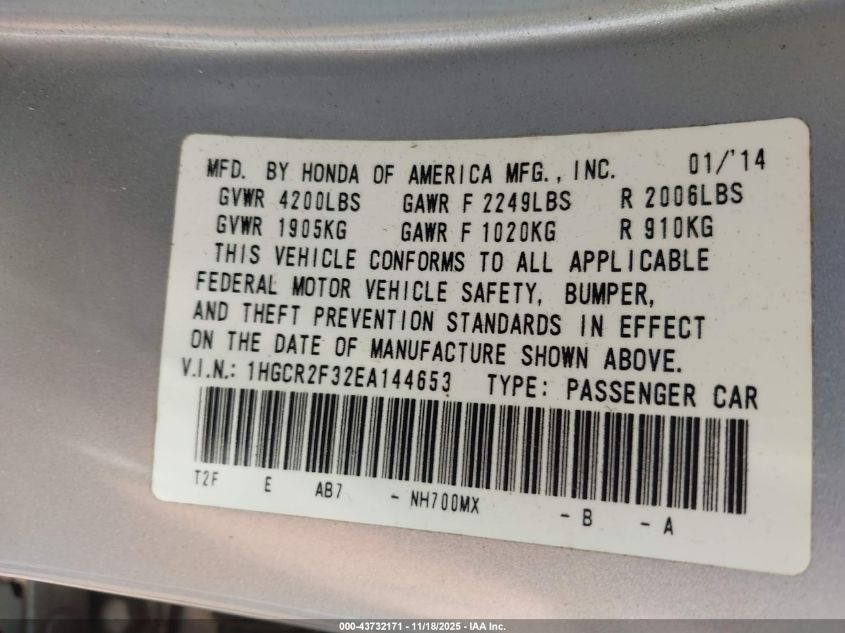 MFD. BY HONDA OF AMERICA MFG., INC. 01/'14
GVWR 4200LBS GAWR F 2249LBS R 2006LBS
GVWR 1905KG GAWR F 1020KG R 910KG
THIS VEHICLE CONFORMS TO ALL APPLICABLE
FEDERAL MOTOR VEHICLE SAFETY, BUMPER,
AND THEFT PREVENTION STANDARDS IN EFFECT
ON THE DATE OF MANUFACTURE SHOWN ABOVE.
V.I.N.: 1HGCR2F32EA144653 TYPE: PASSENGER CAR
T2F E AB7 - NH700MX - B - A
000-43732171 - 11/18/2025 - IAA Inc.